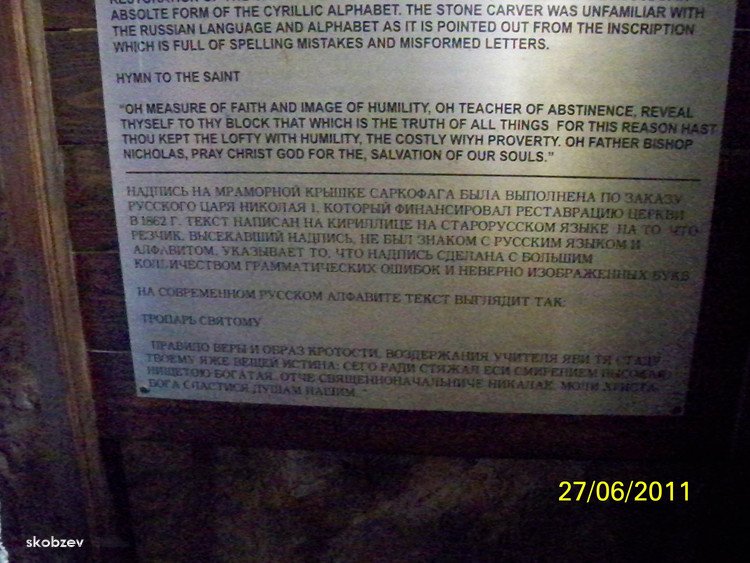 ABSOLTE FORM OF THE CYRILLIC ALPHABET. THE STONE CARVER WAS UNFAMILIAR WITH
THE RUSSIAN LANGUAGE AND ALPHABET AS IT IS POINTED OUT FROM THE INSCRIPTION
WHICH IS FULL OF SPELLING MISTAKES AND MISFORMED LETTERS.
HYMN TO THE SAINT
"OH MEASURE OF FAITH AND IMAGE OF HUMILITY, OH TEACHER OF ABSTINENCE, REVEAL
THYSELF TO THY BLOCK THAT WHICH IS THE TRUTH OF ALL THINGS FOR THIS REASON HAST
THOU KEPT THE LOFTY WITH HUMILITY, THE COSTLY WIYH PROVERTY. OH FATHER BISHOP
NICHOLAS, PRAY CHRIST GOD FOR THE, SALVATION OF OUR SOULS."
НАДПИСЬ НА МРАМОРНОЙ КРЫШКЕ САРКОФАГА БЫЛА ВЫПОЛНЕНА ПО ЗАКАЗУ
РУССКОГО ЦАРЯ НИКОЛАЯ 1, КОТОРЫЙ ФИНАНСИРОВАЛ РЕСТАВРАЦИЮ ЦЕРКВИ
В 1862 Г. ТЕКСТ НАПИСАН НА КИРИЛЛИЦЕ НА СТАРОРУССКОМ ЯЗЫКЕ НА ТО ЧТО
РЕЗЧИК, ВЫСЕКАВШИЙ НАДПИСЬ, НЕ БЫЛ ЗНАКОМ С РУССКИМ ЯЗЫКОМ И
АЛФАВИТОМ, УКАЗЫВАЕТ ТО, ЧТО НАДПИСЬ СДЕЛАНА С БОЛЬШИМ
КОЛИЧЕСТВОМ ГРАММАТИЧЕСКИХ ОШИБОК И НЕВЕРНО ИЗОБРАЖЕННЫХ БУКВ
НА СОВРЕМЕННОМ РУССКОМ АЛФАВИТЕ ТЕКСТ ВЫГЛЯДИТ ТАК:
ТРОПАРЬ СВЯТОМУ
ПРАВИЛО ВЕРЫ И ОБРАЗ КРОТОСТИ, ВОЗДЕРЖАНИЯ УЧИТЕЛЯ ЯВИ ТЯ СТАДУ
ТВОЕМУ ЯЖЕ ВЕЩЕЙ ИСТИНА: СЕГО РАДИ СТЯЖАЛ ЕСИ СМИРЕНИЕМ ВЫСОКАЯ
НИЩЕТОЮ БОГАТАЯ, ОТЧЕ СВЯЩЕННОНАЧАЛЬНИЧЕ НИКАЛАЕ, МОЛИ ХРИСТА
БОГА СПАСТИСЯ ДУШАМ НАШИМ. "
27/06/2011
skobzev